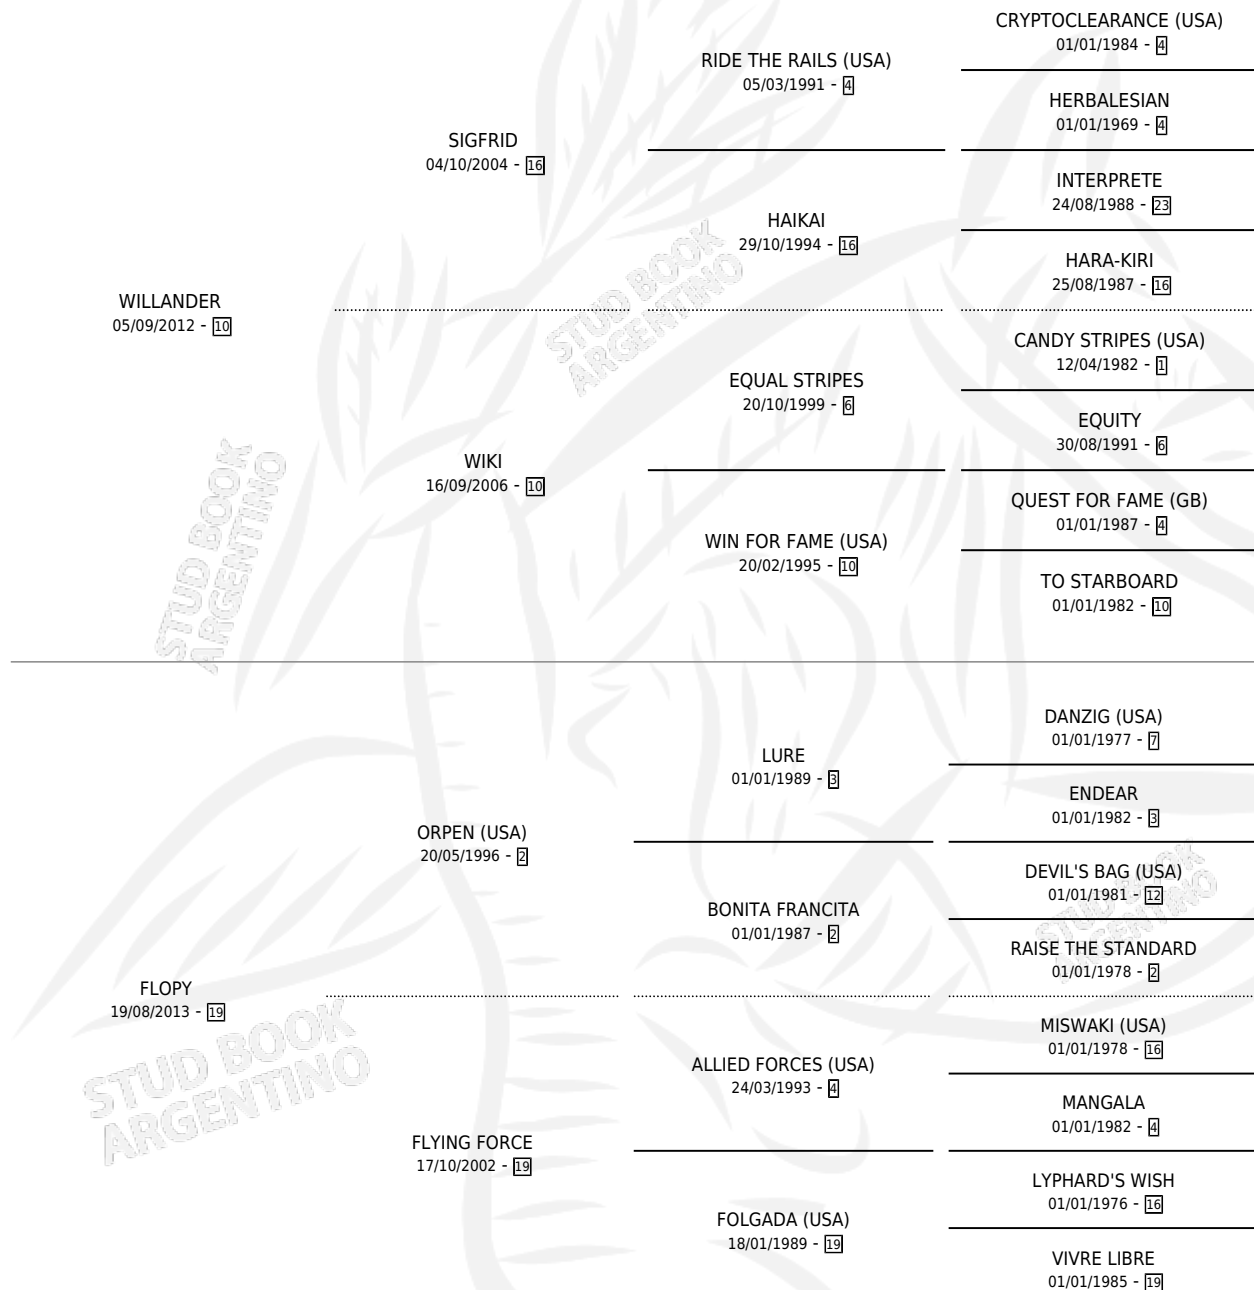 CRYPTOCLEARANCE (USA)
01/01/1984 - 4
RIDE THE RAILS (USA)
05/03/1991 - 4
HERBALESIAN
01/01/1969 - 4
SIGFRID
04/10/2004 - 16
INTERPRETE
24/08/1988 - 23
HAIKAI
29/10/1994 - 16
HARA-KIRI
25/08/1987 - 16
WILLANDER
05/09/2012 - 10
STUD BOOK
ARGENTINO
CANDY STRIPES (USA)
12/04/1982 - 1
EQUAL STRIPES
20/10/1999 - 6
EQUITY
30/08/1991 - 6
WIKI
16/09/2006 - 10
QUEST FOR FAME (GB)
01/01/1987 - 4
WIN FOR FAME (USA)
20/02/1995 - 10
TO STARBOARD
01/01/1982 - 10
STUD BOOK
ARGENTINO
DANZIG (USA)
01/01/1977 - 7
LURE
01/01/1989 - 3
ENDEAR
01/01/1982 - 3
ORPEN (USA)
20/05/1996 - 2
DEVIL'S BAG (USA)
01/01/1981 - 12
BONITA FRANCITA
01/01/1987 - 2
RAISE THE STANDARD
01/01/1978 - 2
STUD BOOK
ARGENTINO
FLOPY
19/08/2013 - 19
MISWAKI (USA)
01/01/1978 - 16
ALLIED FORCES (USA)
24/03/1993 - 4
MANGALA
01/01/1982 - 4
STUD BOOK
ARGENTINO
FLYING FORCE
17/10/2002 - 19
LYPHARD'S WISH
01/01/1976 - 16
FOLGADA (USA)
18/01/1989 - 19
VIVRE LIBRE
01/01/1985 - 19